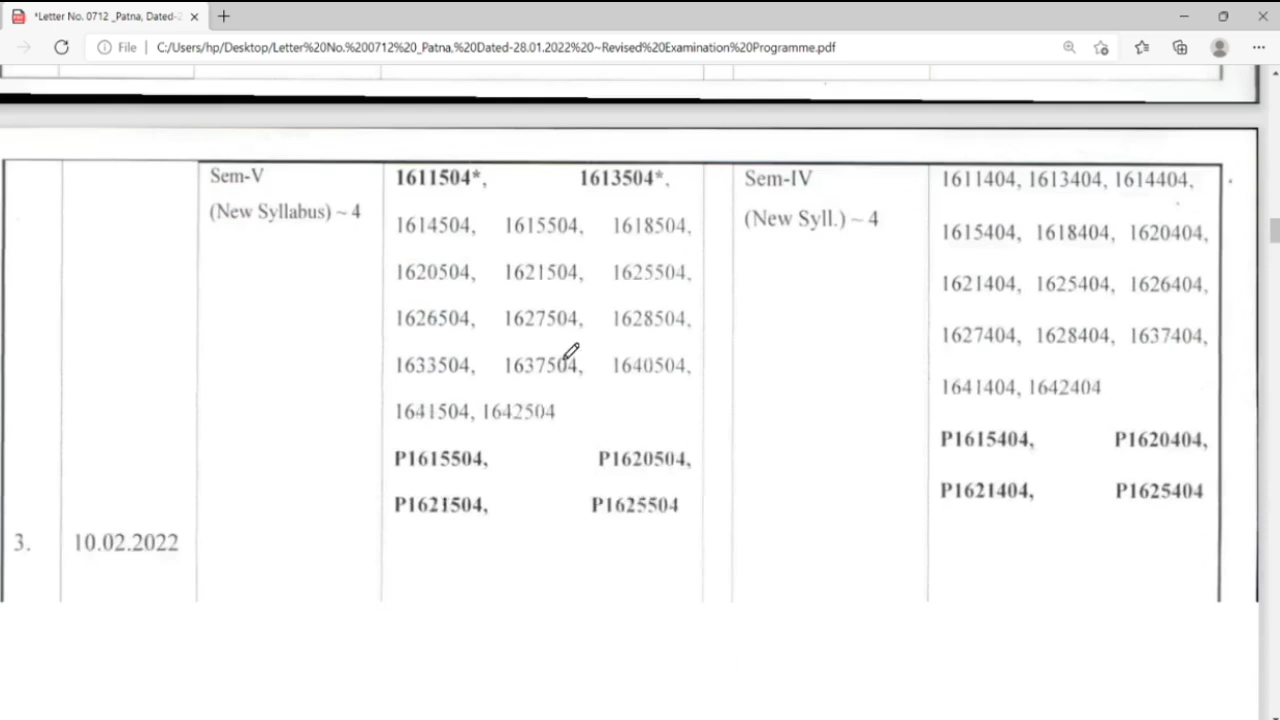 *Letter No. 0712 _Patna, Dated-2
File
C:/Users/hp/Desktop/Letter%20No.%200712%20_Patna,%20Dated-28.01.2022%20~Revised%20Examination%20Programme.pdf
Sem-V
(New Syllabus) ~ 4
1611504*, 1613504*,
1614504, 1615504, 1618504,
1620504, 1621504, 1625504,
1626504, 1627504, 1628504,
1633504, 1637504, 1640504,
1641504, 1642504
P1615504, P1620504,
P1621504, P1625504
Sem-IV
(New Syll.) ~ 4
1611404, 1613404, 1614404,
1615404, 1618404, 1620404,
1621404, 1625404, 1626404,
1627404, 1628404, 1637404,
1641404, 1642404
P1615404, P1620404,
P1621404, P1625404
3. 10.02.2022